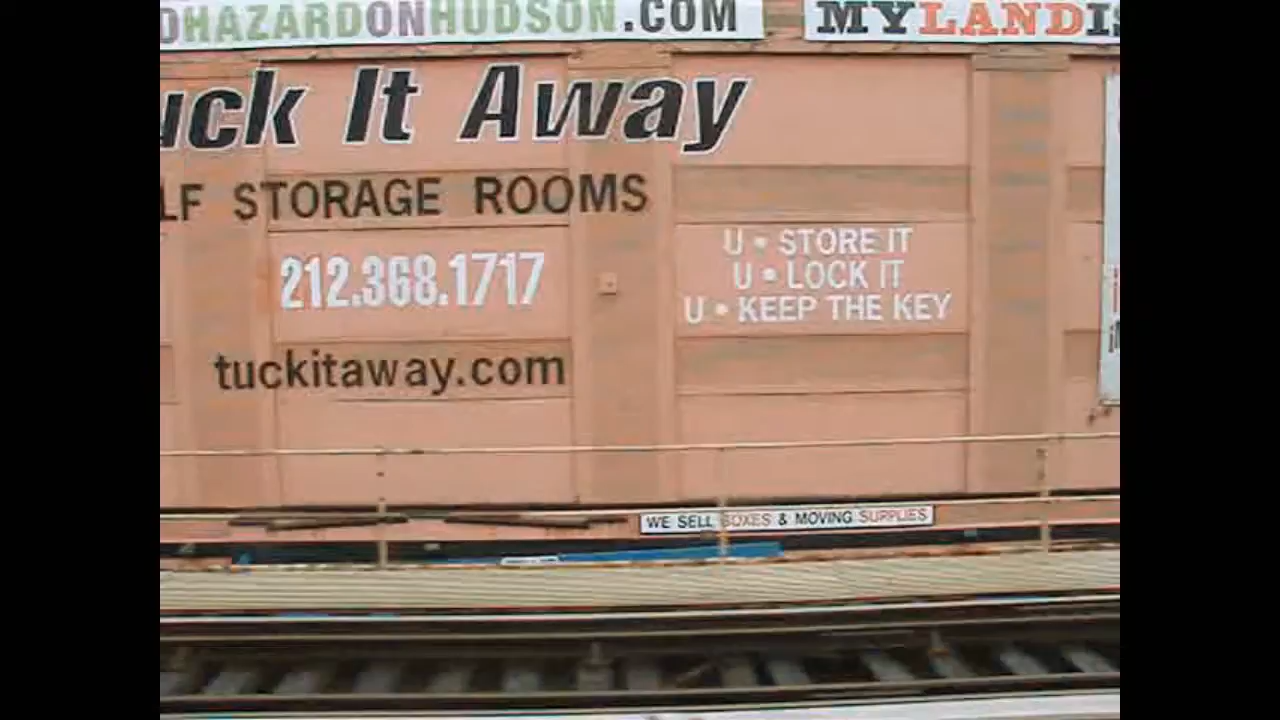 HAZARDONHUDSON.COM
MYLANDIS
uck It Away
LF STORAGE ROOMS
212.368.1717
U • STORE IT
U • LOCK IT
U • KEEP THE KEY
tuckitaway.com
WE SELL BOXES & MOVING SUPPLIES